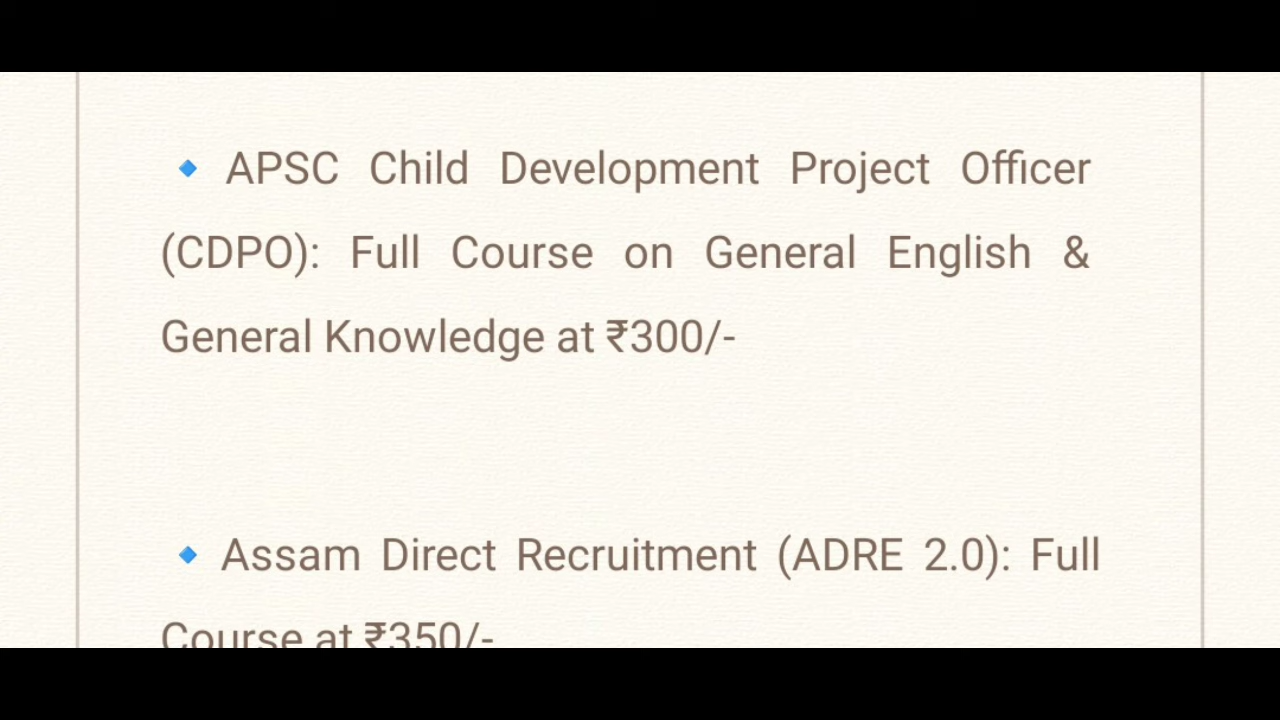 🔹 APSC Child Development Project Officer
(CDPO): Full Course on General English &
General Knowledge at ₹300/-
🔹 Assam Direct Recruitment (ADRE 2.0): Full
Course at ₹350/-